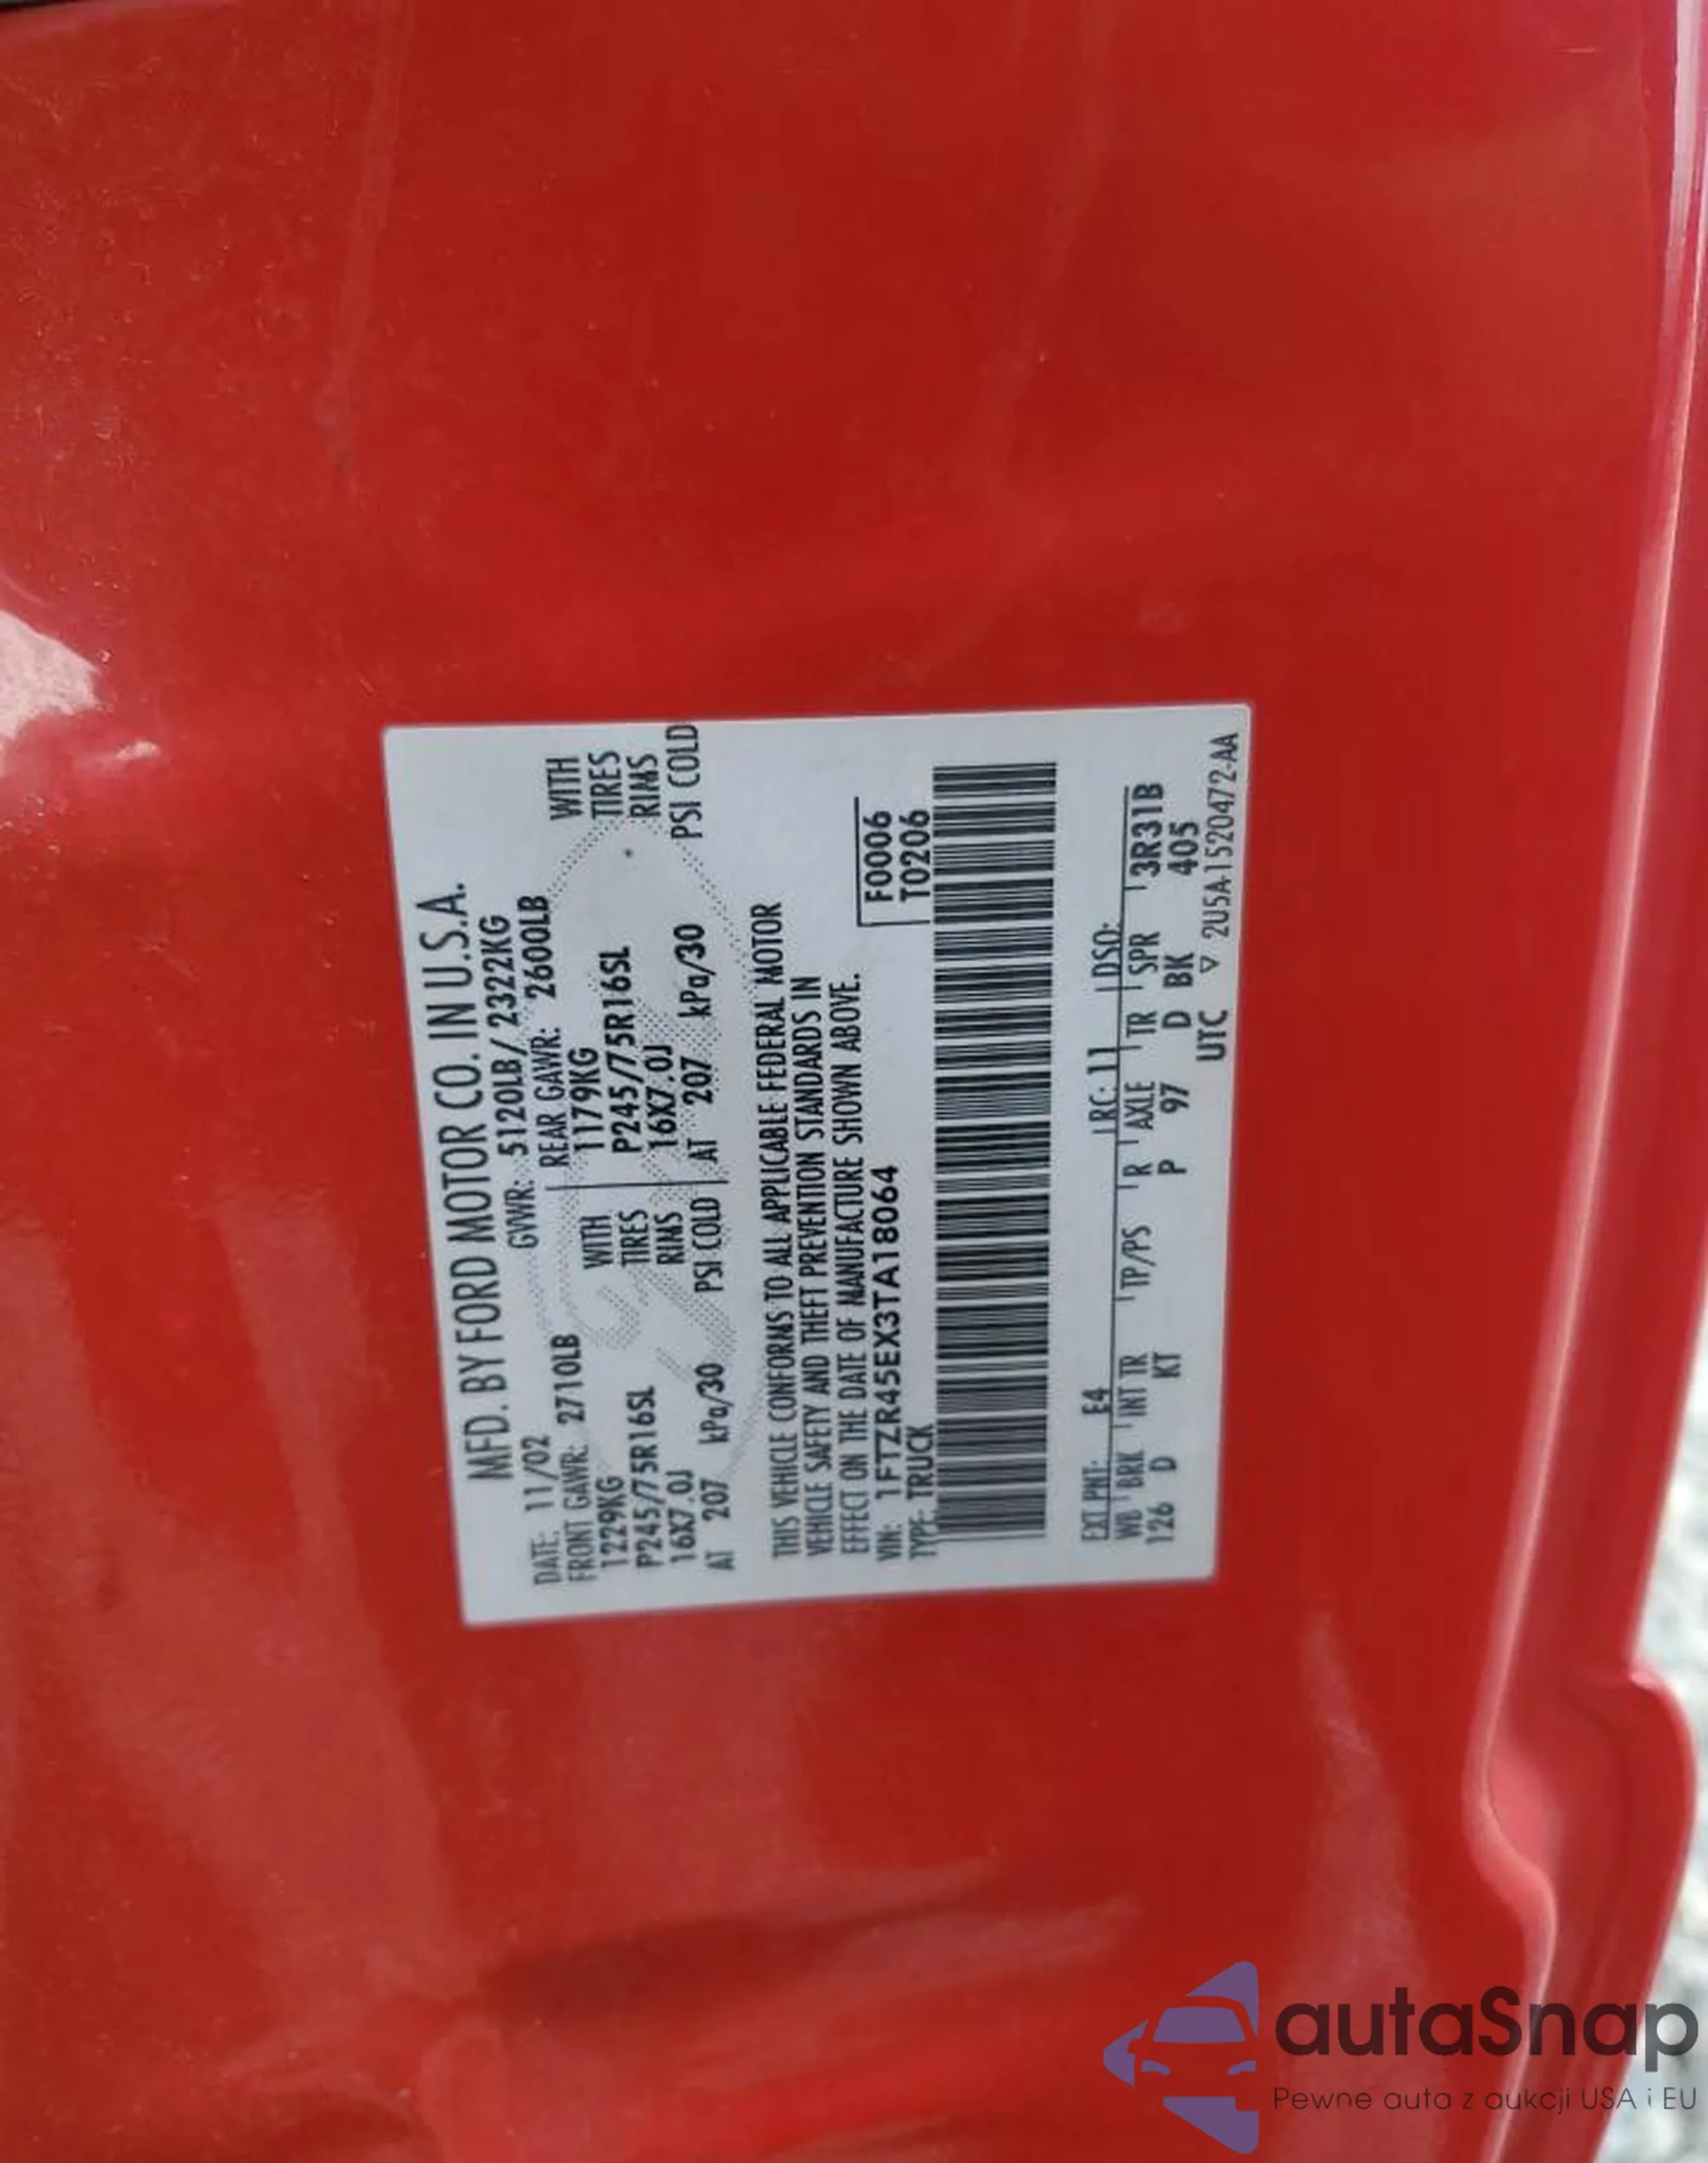 MFD. BY FORD MOTOR CO. IN U.S.A.
DATE: 11/02 GVWR: 5120LB/ 2322KG
FRONT GAWR: 2710LB REAR GAWR: 2600LB
1229KG WITH 1179KG WITH
P245/75R16SL TIRES P245/75R16SL TIRES
16X7.0J RIMS 16X7.0J RIMS
AT 207 kPa/30 PSI COLD AT 207 kPa/30 PSI COLD
THIS VEHICLE CONFORMS TO ALL APPLICABLE FEDERAL MOTOR
VEHICLE SAFETY AND THEFT PREVENTION STANDARDS IN
EFFECT ON THE DATE OF MANUFACTURE SHOWN ABOVE.
VIN: 1FTZR45EX3TA18064 F0006
TYPE: TRUCK T0206
EXT PNT: E4 RC: 11 DSO:
WB BRK INT TR TP/PS R AXLE TR SPR 3R31B
126 D KT P 97 D BK 405
UTC ▽ 2U5A-1520472-AA
autaSnap
Pewne auta z aukcji USA i EU